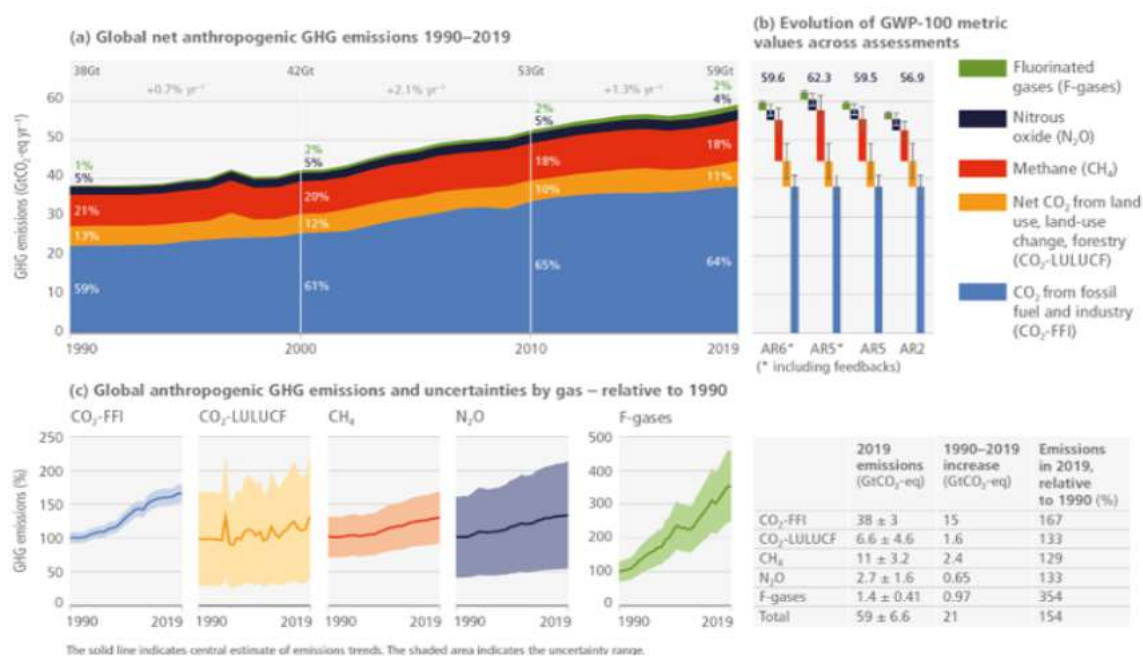 (a) Global net anthropogenic GHG emissions 1990–2019
38Gt 42Gt 53Gt 59Gt
+0.7% yr⁻¹ +2.1% yr⁻¹ +1.3% yr⁻¹
GHG emissions (GtCO₂-eq yr⁻¹)
60
50
40
30
20
10
0
1%
5%
21%
13%
59%
2%
5%
20%
12%
61%
2%
5%
18%
10%
65%
2%
4%
18%
11%
64%
1990 2000 2010 2019
(b) Evolution of GWP-100 metric
values across assessments
59.6 62.3 59.5 56.9
AR6* AR5* AR5 AR2
(* including feedbacks)
Fluorinated
gases (F-gases)
Nitrous
oxide (N₂O)
Methane (CH₄)
Net CO₂ from land
use, land-use
change, forestry
(CO₂-LULUCF)
CO₂ from fossil
fuel and industry
(CO₂-FFI)
(c) Global anthropogenic GHG emissions and uncertainties by gas – relative to 1990
CO₂-FFI CO₂-LULUCF CH₄ N₂O F-gases
GHG emissions (%)
250
200
150
100
50
0
500
400
300
200
100
0
1990 2019 1990 2019 1990 2019 1990 2019 1990 2019
2019
emissions
(GtCO₂-eq)
1990–2019
increase
(GtCO₂-eq)
Emissions
in 2019,
relative
to 1990 (%)
CO₂-FFI 38 ± 3 15 167
CO₂-LULUCF 6.6 ± 4.6 1.6 133
CH₄ 11 ± 3.2 2.4 129
N₂O 2.7 ± 1.6 0.65 133
F-gases 1.4 ± 0.41 0.97 354
Total 59 ± 6.6 21 154
The solid line indicates central estimate of emissions trends. The shaded area indicates the uncertainty range.